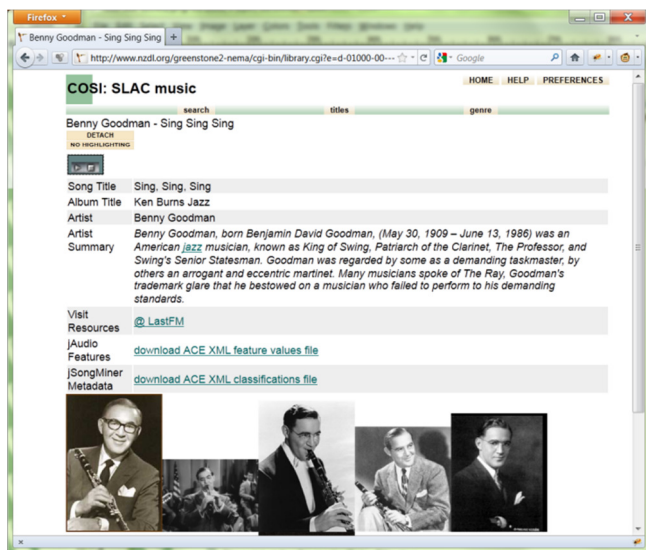 Firefox
Benny Goodman - Sing Sing Sing
http://www.nzdl.org/greenstone2-nema/cgi-bin/library.cgi?e=d-01000-00---
Google
HOME HELP PREFERENCES
COSI: SLAC music
search titles genre
Benny Goodman - Sing Sing Sing
DETACH
NO HIGHLIGHTING
Song Title Sing, Sing, Sing
Album Title Ken Burns Jazz
Artist Benny Goodman
Artist Benny Goodman, born Benjamin David Goodman, (May 30, 1909 – June 13, 1986) was an
Summary American jazz musician, known as King of Swing, Patriarch of the Clarinet, The Professor, and
Swing's Senior Statesman. Goodman was regarded by some as a demanding taskmaster, by
others an arrogant and eccentric martinet. Many musicians spoke of The Ray, Goodman's
trademark glare that he bestowed on a musician who failed to perform to his demanding
standards.
Visit
Resources @ LastFM
jAudio
Features download ACE XML feature values file
jSongMiner
Metadata download ACE XML classifications file